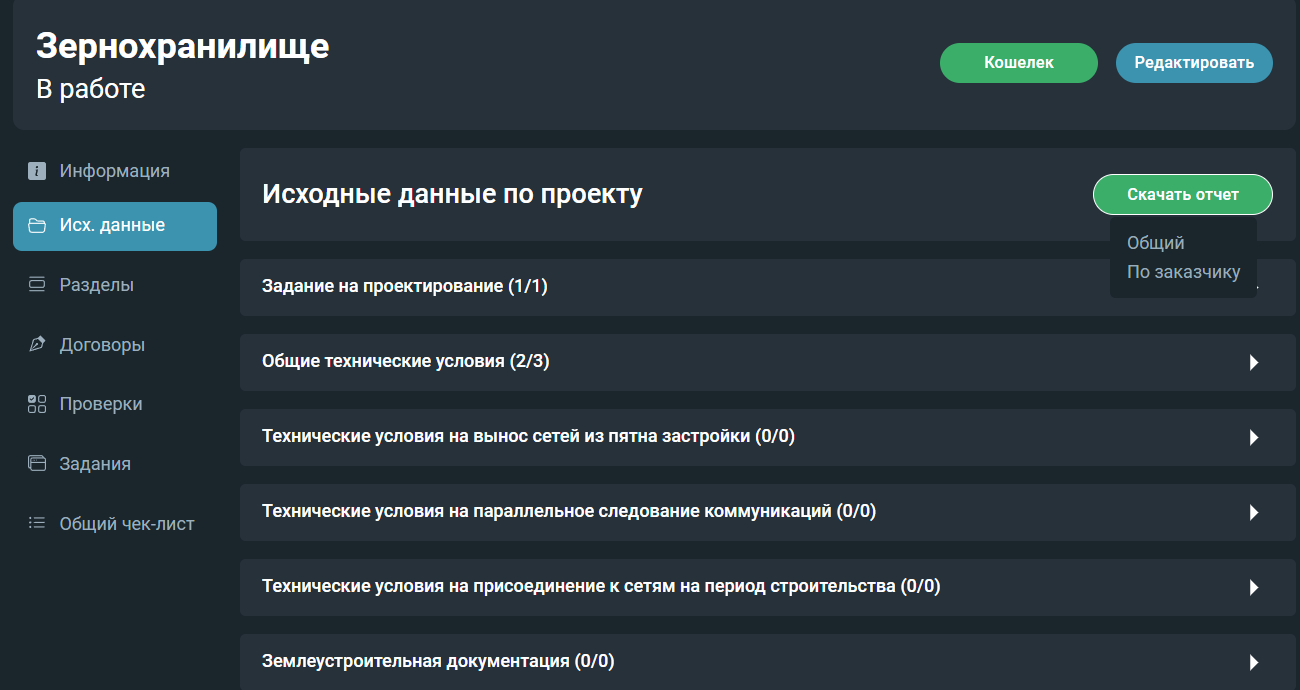 Зернохранилище
В работе
Кошелек
Редактировать
Информация
Исх. данные
Разделы
Договоры
Проверки
Задания
Общий чек-лист
Исходные данные по проекту
Скачать отчет
Общий
По заказчику
Задание на проектирование (1/1)
Общие технические условия (2/3)
Технические условия на вынос сетей из пятна застройки (0/0)
Технические условия на параллельное следование коммуникаций (0/0)
Технические условия на присоединение к сетям на период строительства (0/0)
Землеустроительная документация (0/0)